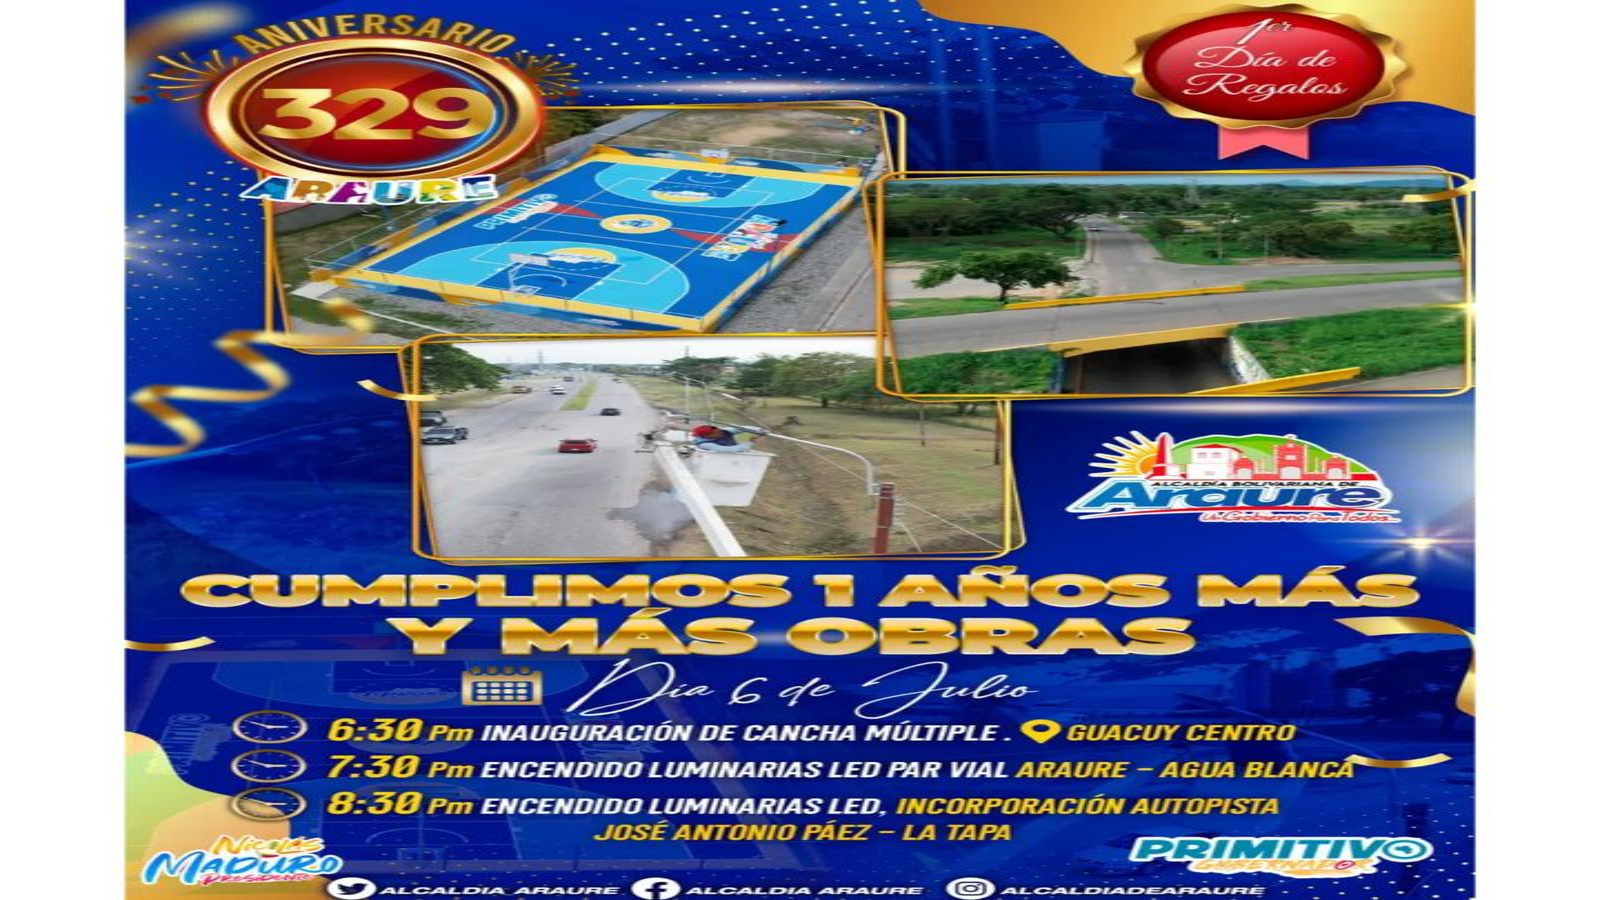 ANIVERSARIO
329
ARAURE
1er
Día de
Regalos
PRIMITIVO
ALCALDÍA BOLIVARIANA DE
Araure
Un Gobierno Para Todos
CUMPLIMOS 1 AÑOS MÁS
Y MÁS OBRAS
Día 6 de Julio
6:30 Pm INAUGURACIÓN DE CANCHA MÚLTIPLE . GUACUY CENTRO
7:30 Pm ENCENDIDO LUMINARIAS LED PAR VIAL ARAURE – AGUA BLANCA
8:30 Pm ENCENDIDO LUMINARIAS LED, INCORPORACIÓN AUTOPISTA
JOSÉ ANTONIO PÁEZ – LA TAPA
NICOLÁS
MADURO
PRESIDENTE
PRIMITIVO
GOBERNADOR
ALCALDIA_ARAURE ALCALDIA ARAURE ALCALDIADEARAURE